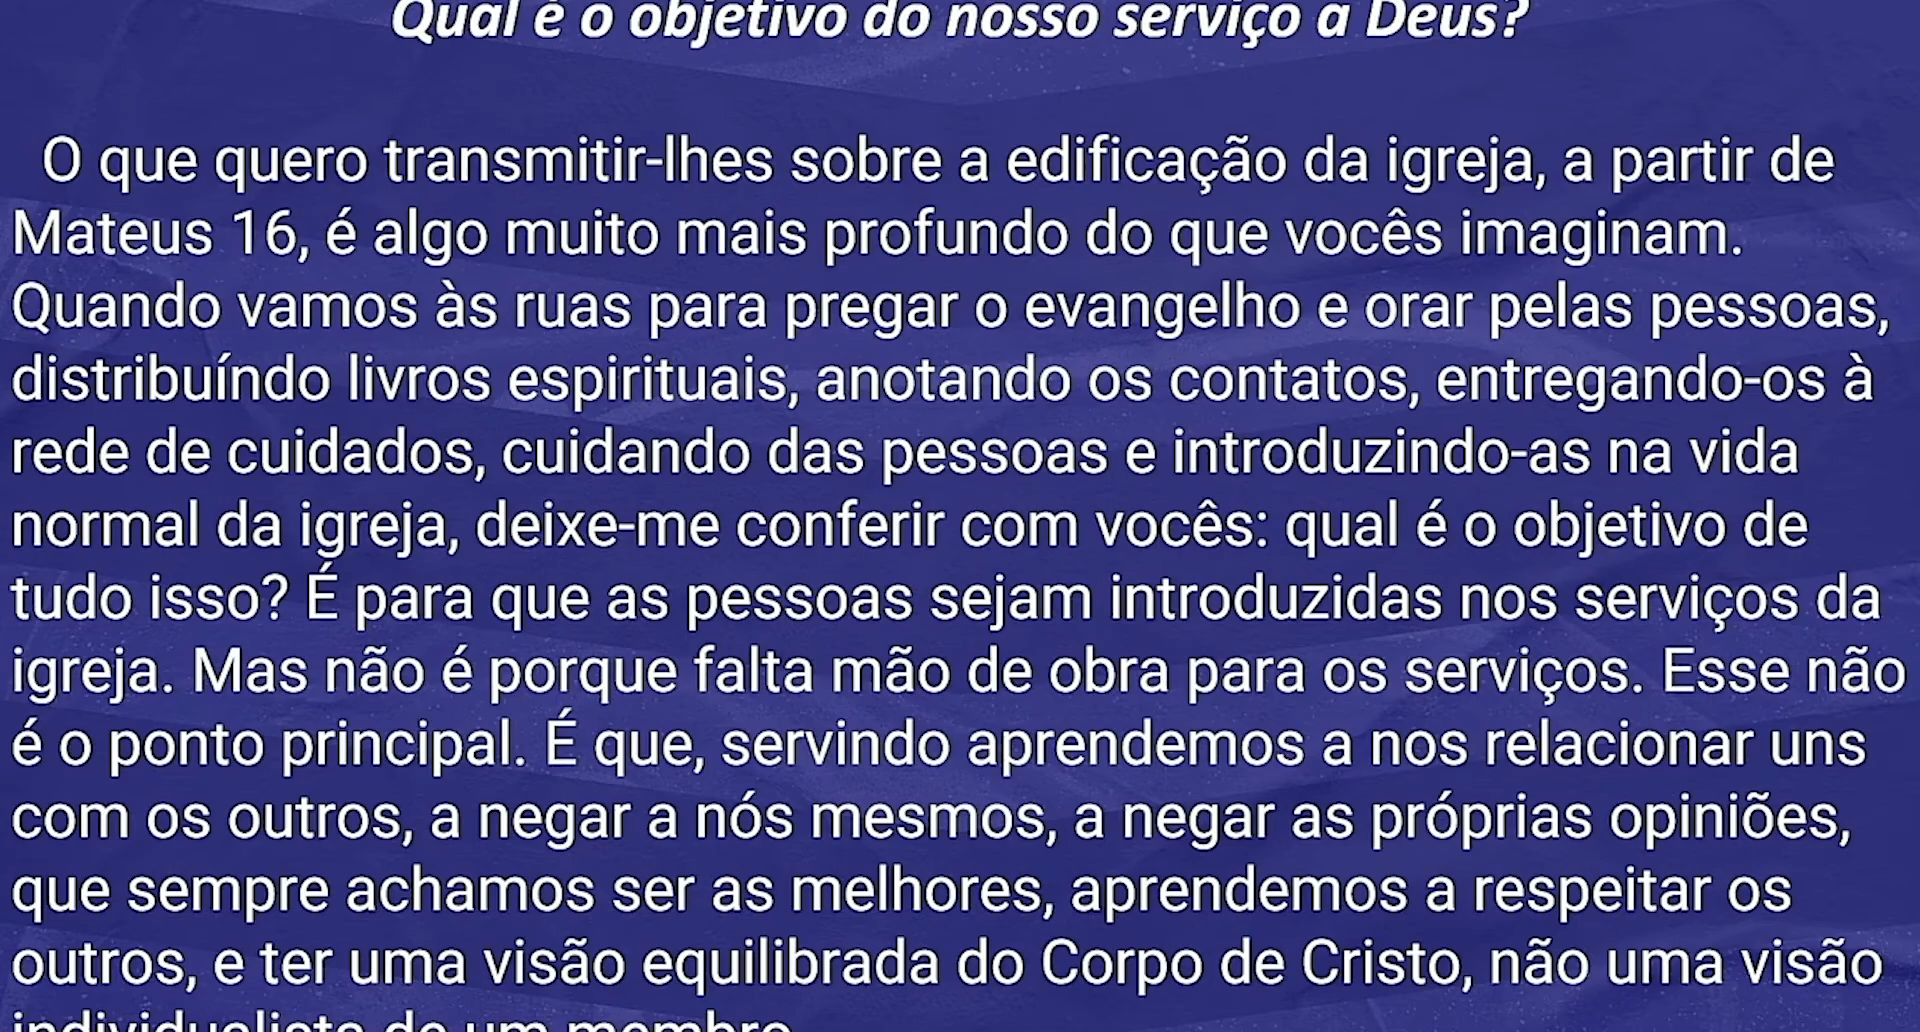 Qual é o objetivo do nosso serviço a Deus?
O que quero transmitir-lhes sobre a edificação da igreja, a partir de
Mateus 16, é algo muito mais profundo do que vocês imaginam.
Quando vamos às ruas para pregar o evangelho e orar pelas pessoas,
distribuíndo livros espirituais, anotando os contatos, entregando-os à
rede de cuidados, cuidando das pessoas e introduzindo-as na vida
normal da igreja, deixe-me conferir com vocês: qual é o objetivo de
tudo isso? É para que as pessoas sejam introduzidas nos serviços da
igreja. Mas não é porque falta mão de obra para os serviços. Esse não
é o ponto principal. É que, servindo aprendemos a nos relacionar uns
com os outros, a negar a nós mesmos, a negar as próprias opiniões,
que sempre achamos ser as melhores, aprendemos a respeitar os
outros, e ter uma visão equilibrada do Corpo de Cristo, não uma visão
individualista de um membro